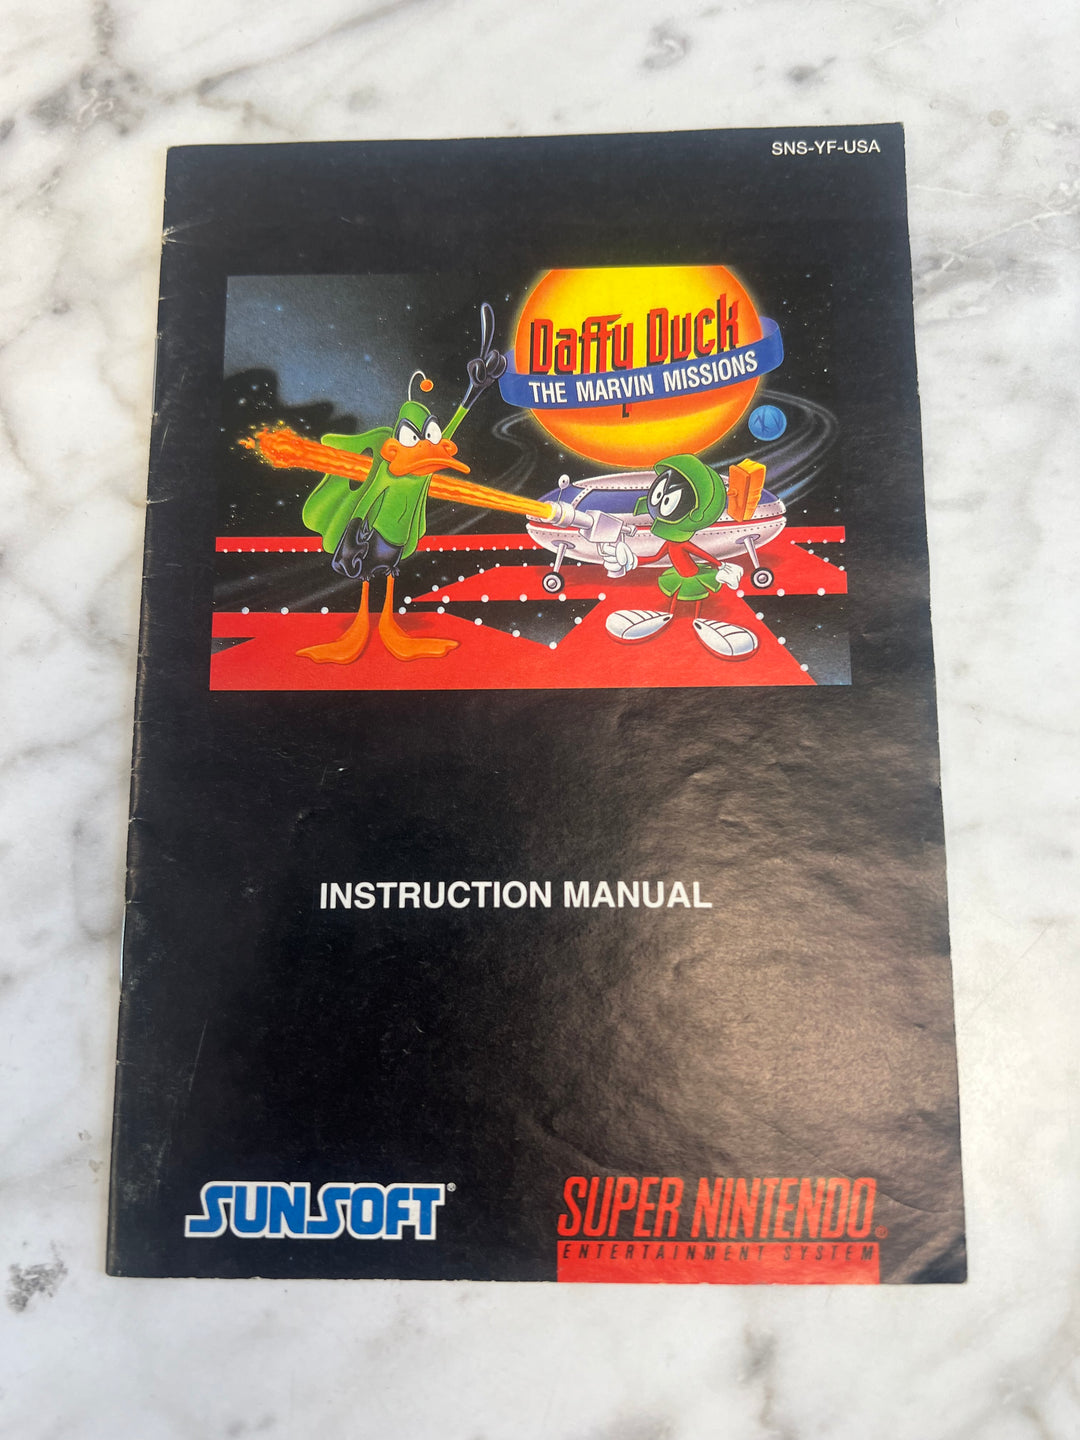 SNS-YF-USA
Daffy Duck
THE MARVIN MISSIONS
INSTRUCTION MANUAL
SUNSOFT®
SUPER NINTENDO®
ENTERTAINMENT SYSTEM